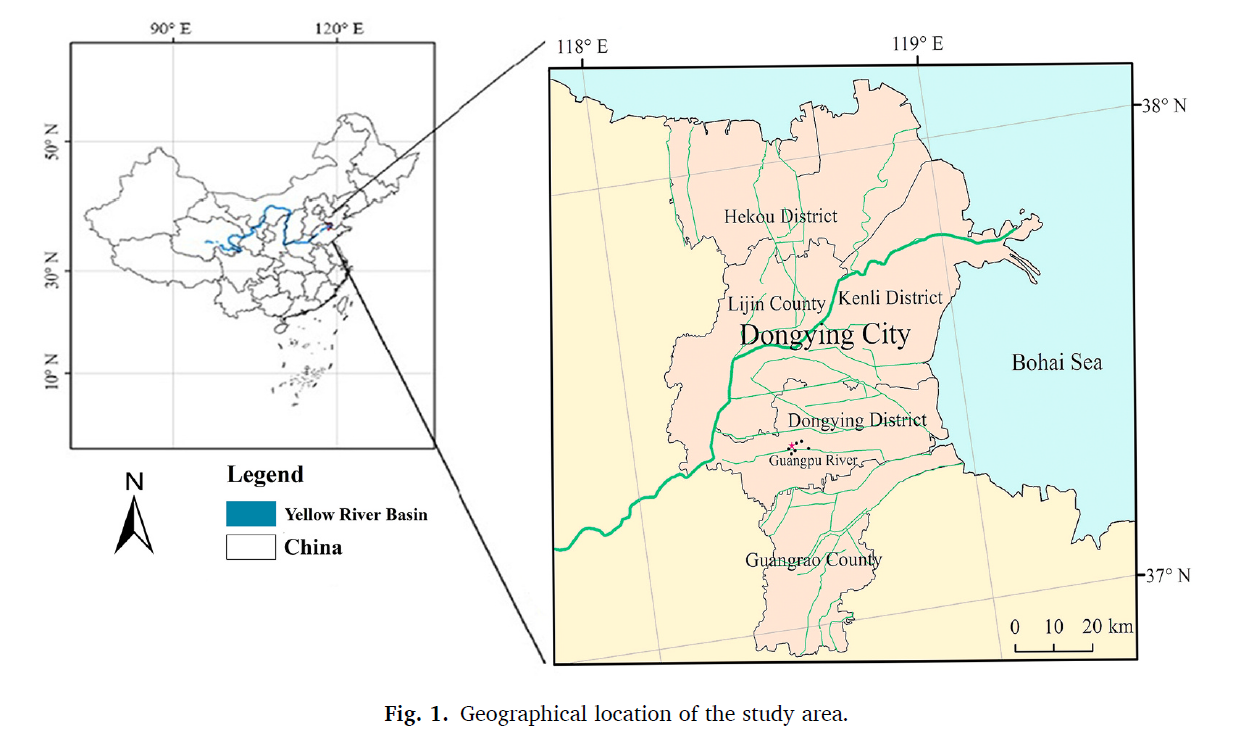 90° E
120° E
50° N
30° N
10° N
N
Legend
Yellow River Basin
China
118° E
119° E
38° N
37° N
Hekou District
Lijin County
Kenli District
Dongying City
Bohai Sea
Dongying District
Guangpu River
Guangrao County
0 10 20 km
Fig. 1. Geographical location of the study area.